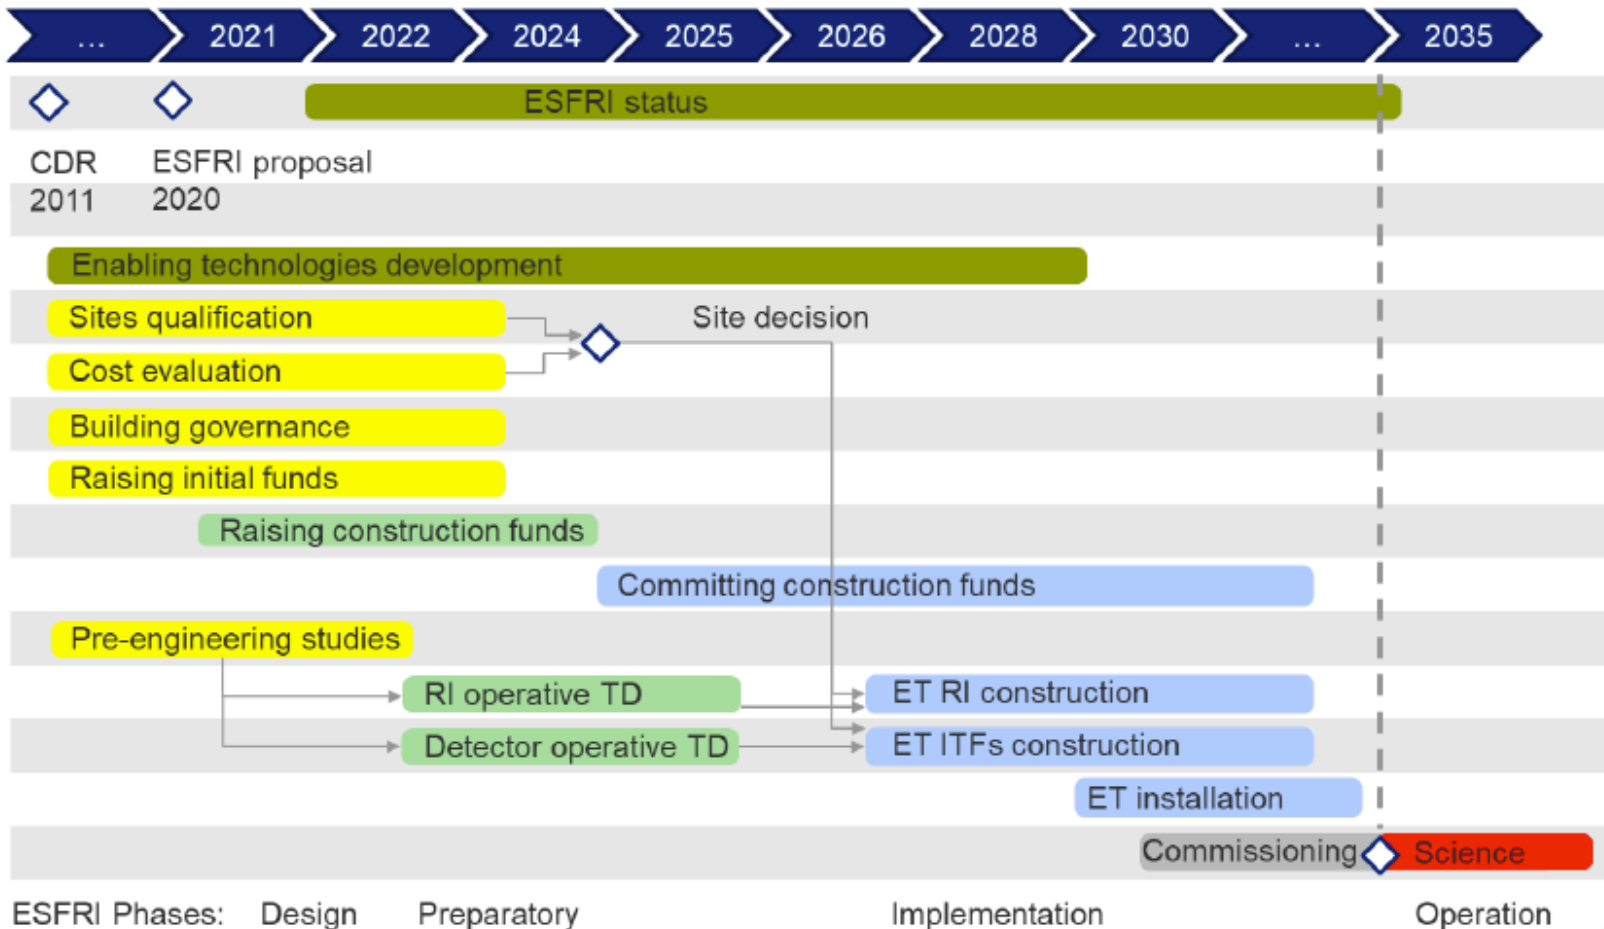 ... 2021 2022 2024 2025 2026 2028 2030 ... 2035
ESFRI status
CDR ESFRI proposal
2011 2020
Enabling technologies development
Sites qualification Site decision
Cost evaluation
Building governance
Raising initial funds
Raising construction funds
Committing construction funds
Pre-engineering studies
RI operative TD ET RI construction
Detector operative TD ET ITFs construction
ET installation
Commissioning Science
ESFRI Phases: Design Preparatory Implementation Operation